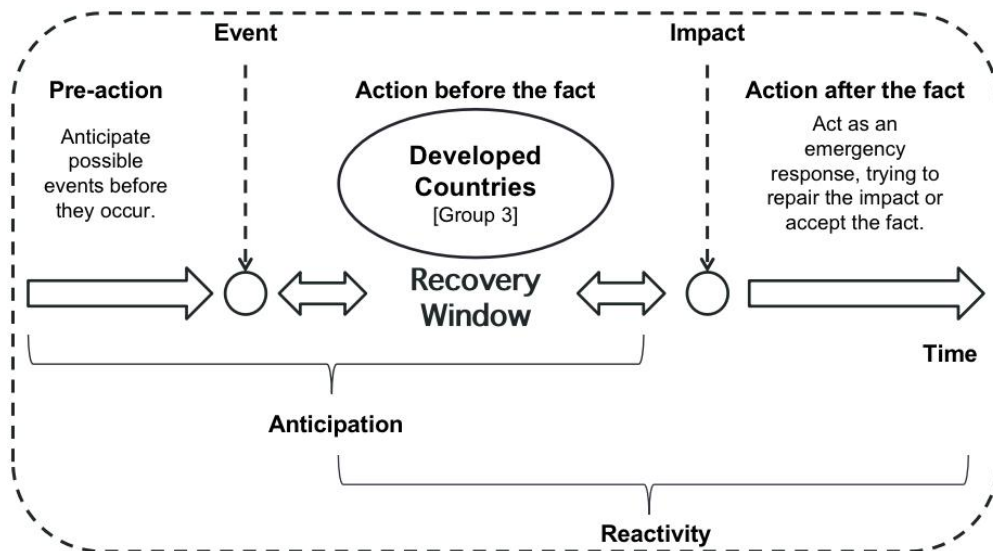 Event
Impact
Pre-action
Action before the fact
Action after the fact
Anticipate
possible
events before
they occur.
Developed
Countries
[Group 3]
Act as an
emergency
response, trying to
repair the impact or
accept the fact.
Recovery
Window
Time
Anticipation
Reactivity